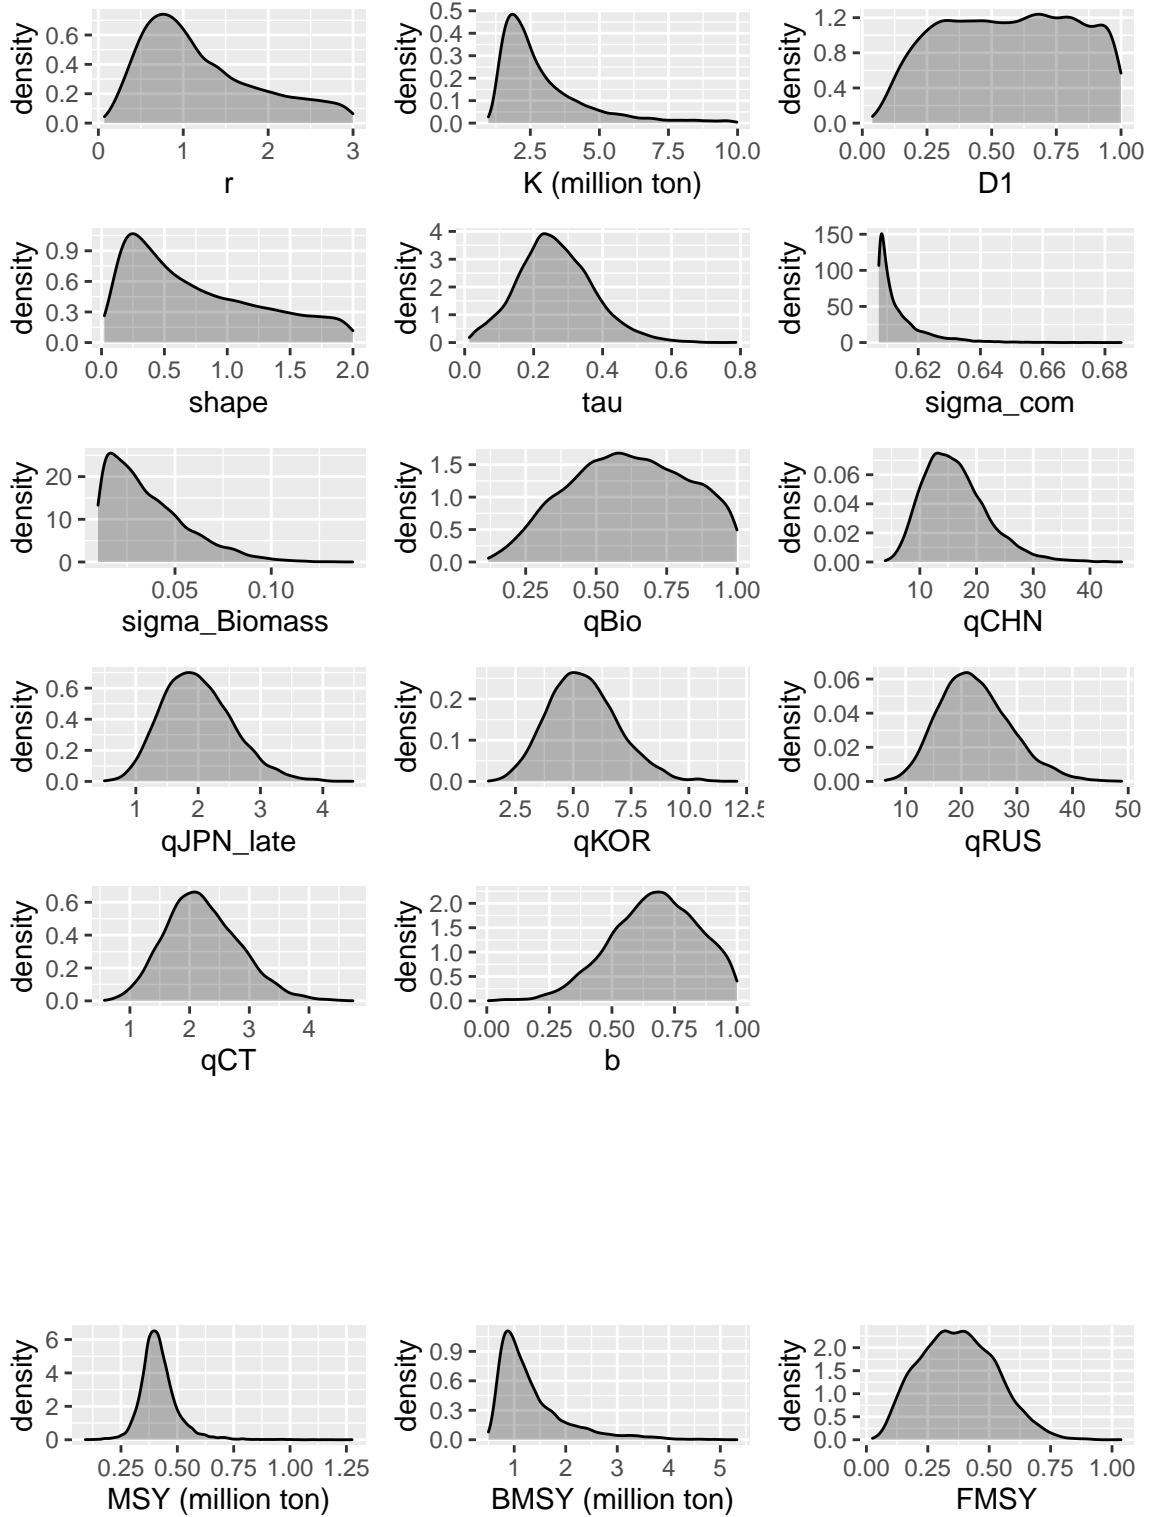 density
0.0
0.2
0.4
0.6
0 1 2 3
r
density
0.0
0.1
0.2
0.3
0.4
0.5
2.5 5.0 7.5 10.0
K (million ton)
density
0.0
0.4
0.8
1.2
0.00 0.25 0.50 0.75 1.00
D1
density
0.0
0.3
0.6
0.9
0.0 0.5 1.0 1.5 2.0
shape
density
0
1
2
3
4
0.0 0.2 0.4 0.6 0.8
tau
density
0
50
100
150
0.62 0.64 0.66 0.68
sigma_com
density
0
10
20
0.05 0.10
sigma_Biomass
density
0.0
0.5
1.0
1.5
0.25 0.50 0.75 1.00
qBio
density
0.00
0.02
0.04
0.06
10 20 30 40
qCHN
density
0.0
0.2
0.4
0.6
1 2 3 4
qJPN_late
density
0.0
0.1
0.2
2.5 5.0 7.5 10.0 12.5
qKOR
density
0.00
0.02
0.04
0.06
10 20 30 40 50
qRUS
density
0.0
0.2
0.4
0.6
1 2 3 4
qCT
density
0.0
0.5
1.0
1.5
2.0
0.00 0.25 0.50 0.75 1.00
b
density
0
2
4
6
0.25 0.50 0.75 1.00 1.25
MSY (million ton)
density
0.0
0.3
0.6
0.9
1 2 3 4 5
BMSY (million ton)
density
0.0
0.5
1.0
1.5
2.0
0.00 0.25 0.50 0.75 1.00
FMSY